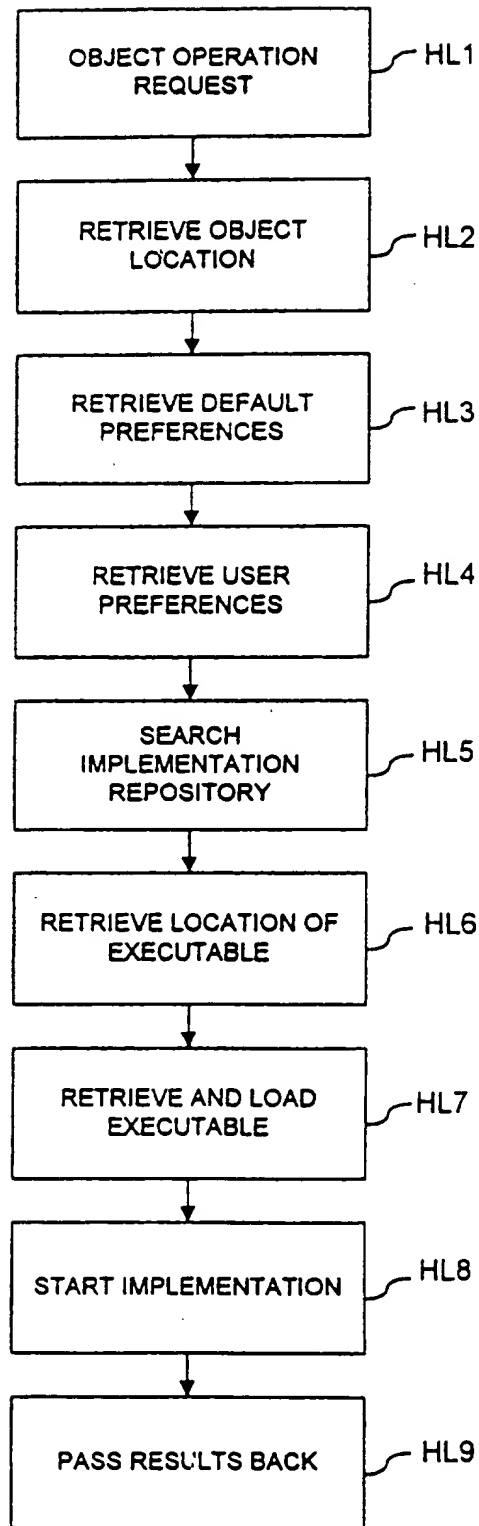 OBJECT OPERATION
REQUEST
HL1
RETRIEVE OBJECT
LOCATION
HL2
RETRIEVE DEFAULT
PREFERENCES
HL3
RETRIEVE USER
PREFERENCES
HL4
SEARCH
IMPLEMENTATION
REPOSITORY
HL5
RETRIEVE LOCATION OF
EXECUTABLE
HL6
RETRIEVE AND LOAD
EXECUTABLE
HL7
START IMPLEMENTATION
HL8
PASS RESULTS BACK
HL9